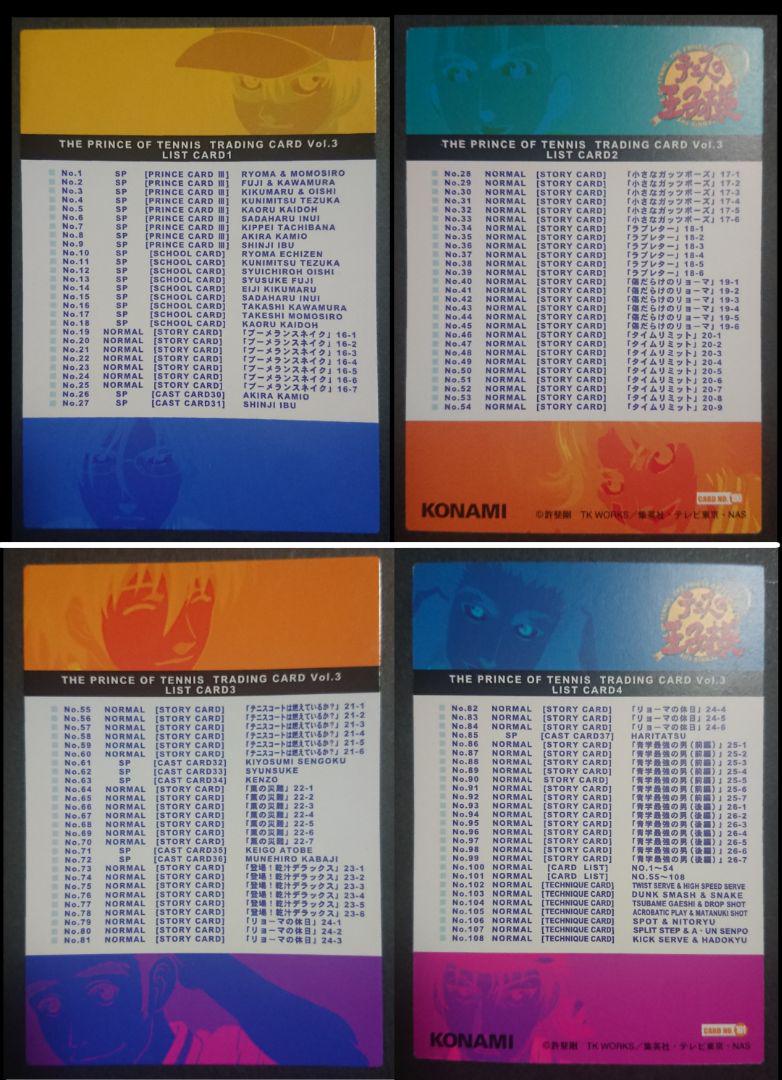 THE PRINCE OF TENNIS TRADING CARD Vol.3
LIST CARD1
No.1 SP [PRINCE CARD Ⅲ] RYOMA & MOMOSIRO
No.2 SP [PRINCE CARD Ⅲ] FUJI & KAWAMURA
No.3 SP [PRINCE CARD Ⅲ] KIKUMARU & OISHI
No.4 SP [PRINCE CARD Ⅲ] KUNIMITSU TEZUKA
No.5 SP [PRINCE CARD Ⅲ] KAORU KAIDOH
No.6 SP [PRINCE CARD Ⅲ] SADAHARU INUI
No.7 SP [PRINCE CARD Ⅲ] KIPPEI TACHIBANA
No.8 SP [PRINCE CARD Ⅲ] AKIRA KAMIO
No.9 SP [PRINCE CARD Ⅲ] SHINJI IBU
No.10 SP [SCHOOL CARD] RYOMA ECHIZEN
No.11 SP [SCHOOL CARD] KUNIMITSU TEZUKA
No.12 SP [SCHOOL CARD] SYUICHIROH OISHI
No.13 SP [SCHOOL CARD] SYUSUKE FUJI
No.14 SP [SCHOOL CARD] EIJI KIKUMARU
No.15 SP [SCHOOL CARD] SADAHARU INUI
No.16 SP [SCHOOL CARD] TAKASHI KAWAMURA
No.17 SP [SCHOOL CARD] TAKESHI MOMOSIRO
No.18 SP [SCHOOL CARD] KAORU KAIDOH
No.19 NORMAL [STORY CARD] 「ブーメランスネイク」16-1
No.20 NORMAL [STORY CARD] 「ブーメランスネイク」16-2
No.21 NORMAL [STORY CARD] 「ブーメランスネイク」16-3
No.22 NORMAL [STORY CARD] 「ブーメランスネイク」16-4
No.23 NORMAL [STORY CARD] 「ブーメランスネイク」16-5
No.24 NORMAL [STORY CARD] 「ブーメランスネイク」16-6
No.25 NORMAL [STORY CARD] 「ブーメランスネイク」16-7
No.26 SP [CAST CARD30] AKIRA KAMIO
No.27 SP [CAST CARD31] SHINJI IBU
テニスの
王子様
THE PRINCE OF TENNIS TRADING CARD Vol.3
LIST CARD2
No.28 NORMAL [STORY CARD] 「小さなガッツポーズ」17-1
No.29 NORMAL [STORY CARD] 「小さなガッツポーズ」17-2
No.30 NORMAL [STORY CARD] 「小さなガッツポーズ」17-3
No.31 NORMAL [STORY CARD] 「小さなガッツポーズ」17-4
No.32 NORMAL [STORY CARD] 「小さなガッツポーズ」17-5
No.33 NORMAL [STORY CARD] 「小さなガッツポーズ」17-6
No.34 NORMAL [STORY CARD] 「ラブレター」18-1
No.35 NORMAL [STORY CARD] 「ラブレター」18-2
No.36 NORMAL [STORY CARD] 「ラブレター」18-3
No.37 NORMAL [STORY CARD] 「ラブレター」18-4
No.38 NORMAL [STORY CARD] 「ラブレター」18-5
No.39 NORMAL [STORY CARD] 「ラブレター」18-6
No.40 NORMAL [STORY CARD] 「傷だらけのリョーマ」19-1
No.41 NORMAL [STORY CARD] 「傷だらけのリョーマ」19-2
No.42 NORMAL [STORY CARD] 「傷だらけのリョーマ」19-3
No.43 NORMAL [STORY CARD] 「傷だらけのリョーマ」19-4
No.44 NORMAL [STORY CARD] 「傷だらけのリョーマ」19-5
No.45 NORMAL [STORY CARD] 「傷だらけのリョーマ」19-6
No.46 NORMAL [STORY CARD] 「タイムリミット」20-1
No.47 NORMAL [STORY CARD] 「タイムリミット」20-2
No.48 NORMAL [STORY CARD] 「タイムリミット」20-3
No.49 NORMAL [STORY CARD] 「タイムリミット」20-4
No.50 NORMAL [STORY CARD] 「タイムリミット」20-5
No.51 NORMAL [STORY CARD] 「タイムリミット」20-6
No.52 NORMAL [STORY CARD] 「タイムリミット」20-7
No.53 NORMAL [STORY CARD] 「タイムリミット」20-8
No.54 NORMAL [STORY CARD] 「タイムリミット」20-9
CARD NO. 100
KONAMI ©許斐剛 TK WORKS/集英社・テレビ東京・NAS
THE PRINCE OF TENNIS TRADING CARD Vol.3
LIST CARD3
No.55 NORMAL [STORY CARD] 「テニスコートは燃えているか?」21-1
No.56 NORMAL [STORY CARD] 「テニスコートは燃えているか?」21-2
No.57 NORMAL [STORY CARD] 「テニスコートは燃えているか?」21-3
No.58 NORMAL [STORY CARD] 「テニスコートは燃えているか?」21-4
No.59 NORMAL [STORY CARD] 「テニスコートは燃えているか?」21-5
No.60 NORMAL [STORY CARD] 「テニスコートは燃えているか?」21-6
No.61 SP [CAST CARD32] KIYOSUMI SENGOKU
No.62 SP [CAST CARD33] SYUNSUKE
No.63 SP [CAST CARD34] KENZO
No.64 NORMAL [STORY CARD] 「薫の災難」22-1
No.65 NORMAL [STORY CARD] 「薫の災難」22-2
No.66 NORMAL [STORY CARD] 「薫の災難」22-3
No.67 NORMAL [STORY CARD] 「薫の災難」22-4
No.68 NORMAL [STORY CARD] 「薫の災難」22-5
No.69 NORMAL [STORY CARD] 「薫の災難」22-6
No.70 NORMAL [STORY CARD] 「薫の災難」22-7
No.71 SP [CAST CARD35] KEIGO ATOBE
No.72 SP [CAST CARD36] MUNEHIRO KABAJI
No.73 NORMAL [STORY CARD] 「登場!乾汁デラックス」23-1
No.74 NORMAL [STORY CARD] 「登場!乾汁デラックス」23-2
No.75 NORMAL [STORY CARD] 「登場!乾汁デラックス」23-3
No.76 NORMAL [STORY CARD] 「登場!乾汁デラックス」23-4
No.77 NORMAL [STORY CARD] 「登場!乾汁デラックス」23-5
No.78 NORMAL [STORY CARD] 「登場!乾汁デラックス」23-6
No.79 NORMAL [STORY CARD] 「リョーマの休日」24-1
No.80 NORMAL [STORY CARD] 「リョーマの休日」24-2
No.81 NORMAL [STORY CARD] 「リョーマの休日」24-3
テニスの
王子様
THE PRINCE OF TENNIS TRADING CARD Vol.3
LIST CARD4
No.82 NORMAL [STORY CARD] 「リョーマの休日」24-4
No.83 NORMAL [STORY CARD] 「リョーマの休日」24-5
No.84 NORMAL [STORY CARD] 「リョーマの休日」24-6
No.85 SP [CAST CARD37] HARITATSU
No.86 NORMAL [STORY CARD] 「青学最強の男(前編)」25-1
No.87 NORMAL [STORY CARD] 「青学最強の男(前編)」25-2
No.88 NORMAL [STORY CARD] 「青学最強の男(前編)」25-3
No.89 NORMAL [STORY CARD] 「青学最強の男(前編)」25-4
No.90 NORMAL STORY CARD] 「青学最強の男(前編)」25-5
No.91 NORMAL [STORY CARD] 「青学最強の男(前編)」25-6
No.92 NORMAL [STORY CARD] 「青学最強の男(前編)」25-7
No.93 NORMAL [STORY CARD] 「青学最強の男(後編)」26-1
No.94 NORMAL [STORY CARD] 「青学最強の男(後編)」26-2
No.95 NORMAL [STORY CARD] 「青学最強の男(後編)」26-3
No.96 NORMAL [STORY CARD] 「青学最強の男(後編)」26-4
No.97 NORMAL [STORY CARD] 「青学最強の男(後編)」26-5
No.98 NORMAL [STORY CARD] 「青学最強の男(後編)」26-6
No.99 NORMAL [STORY CARD] 「青学最強の男(後編)」26-7
No.100 NORMAL [CARD LIST] NO.1〜54
No.101 NORMAL [CARD LIST] NO.55〜108
No.102 NORMAL [TECHNIQUE CARD] TWIST SERVE & HIGH SPEED SERVE
No.103 NORMAL [TECHNIQUE CARD] DUNK SMASH & SNAKE
No.104 NORMAL [TECHNIQUE CARD] TSUBAME GAESHI & DROP SHOT
No.105 NORMAL [TECHNIQUE CARD] ACROBATIC PLAY & MATANUKI SHOT
No.106 NORMAL [TECHNIQUE CARD] SPOT & NITORYU
No.107 NORMAL [TECHNIQUE CARD] SPLIT STEP & A・UN SENPO
No.108 NORMAL [TECHNIQUE CARD] KICK SERVE & HADOKYU
CARD NO. 101
KONAMI ©許斐剛 TK WORKS/集英社・テレビ東京・NAS